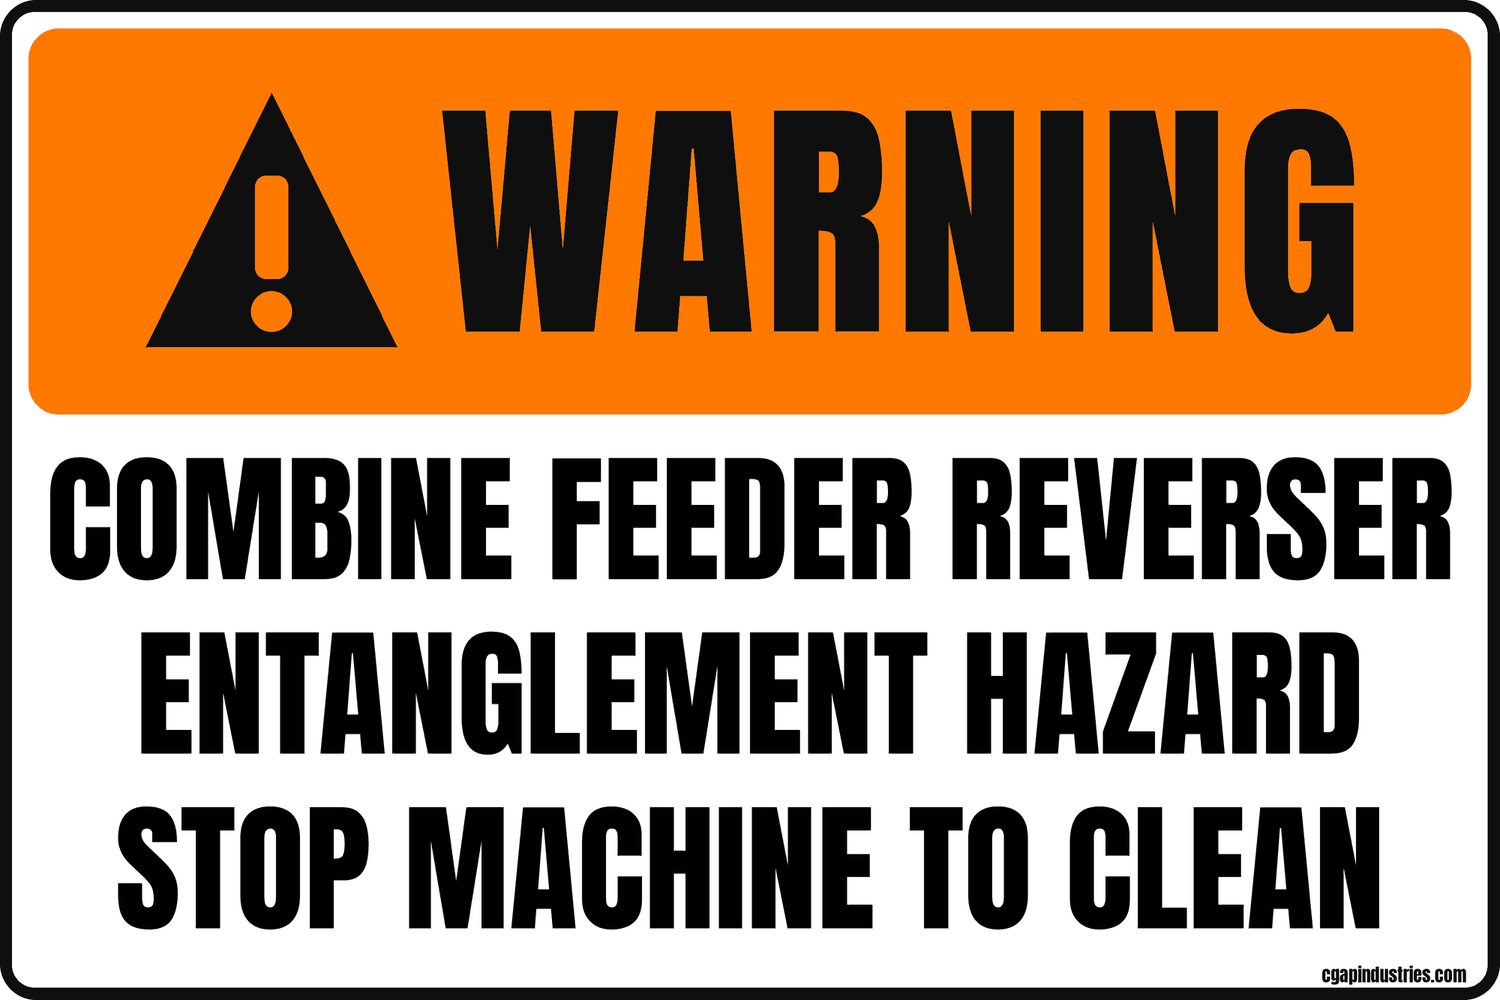 WARNING
COMBINE FEEDER REVERSER
ENTANGLEMENT HAZARD
STOP MACHINE TO CLEAN
cgapindustries.com